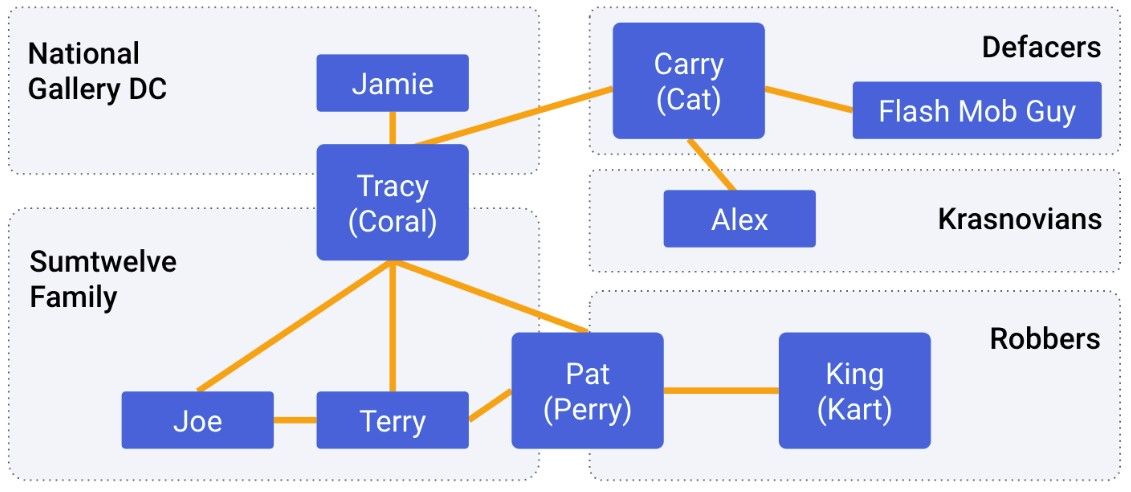 National
Gallery DC
Jamie
Tracy
(Coral)
Carry
(Cat)
Defacers
Flash Mob Guy
Alex
Krasnovians
Sumtwelve
Family
Joe
Terry
Pat
(Perry)
King
(Kart)
Robbers